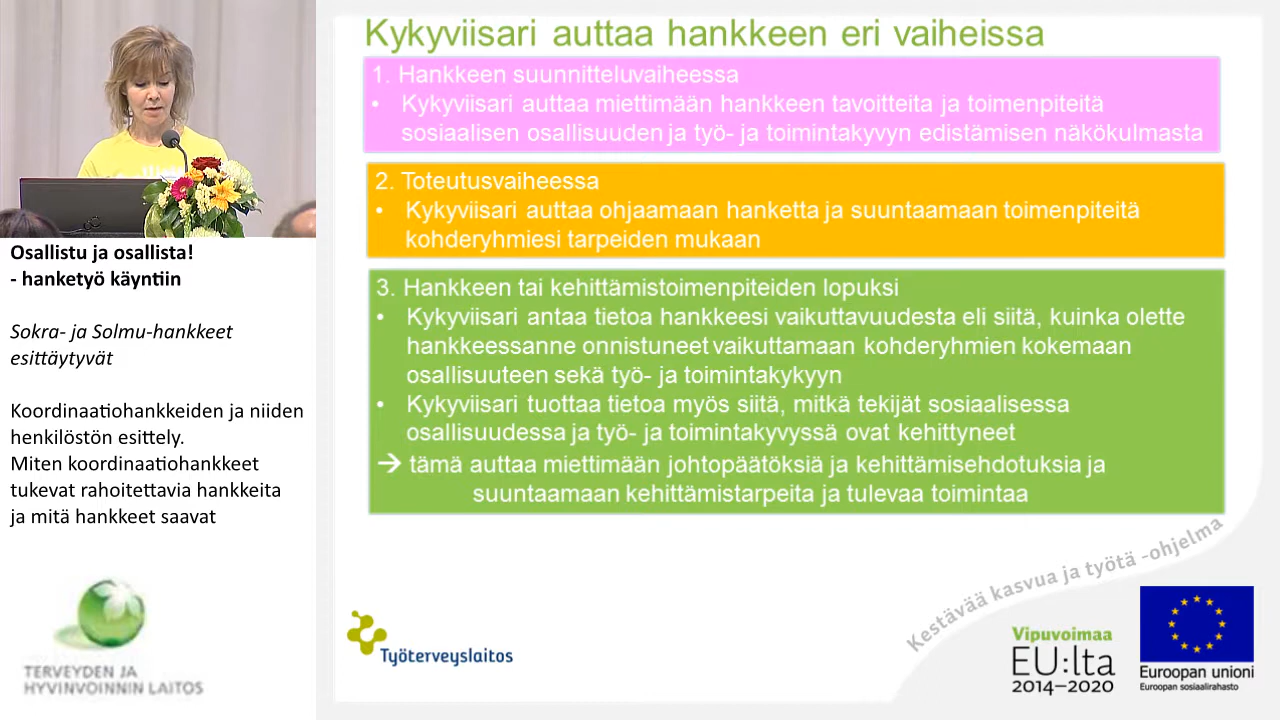 Osallistu ja osallista!
- hanketyö käyntiin
Sokra- ja Solmu-hankkeet
esittäytyvät
Koordinaatiohankkeiden ja niiden
henkilöstön esittely.
Miten koordinaatiohankkeet
tukevat rahoitettavia hankkeita
ja mitä hankkeet saavat
TERVEYDEN JA
HYVINVOINNIN LAITOS
Kykyviisari auttaa hankkeen eri vaiheissa
1. Hankkeen suunnitteluvaiheessa
• Kykyviisari auttaa miettimään hankkeen tavoitteita ja toimenpiteitä
sosiaalisen osallisuuden ja työ- ja toimintakyvyn edistämisen näkökulmasta
2. Toteutusvaiheessa
• Kykyviisari auttaa ohjaamaan hanketta ja suuntaamaan toimenpiteitä
kohderyhmiesi tarpeiden mukaan
3. Hankkeen tai kehittämistoimenpiteiden lopuksi
• Kykyviisari antaa tietoa hankkeesi vaikuttavuudesta eli siitä, kuinka olette
hankkeessanne onnistuneet vaikuttamaan kohderyhmien kokemaan
osallisuuteen sekä työ- ja toimintakykyyn
• Kykyviisari tuottaa tietoa myös siitä, mitkä tekijät sosiaalisessa
osallisuudessa ja työ- ja toimintakyvyssä ovat kehittyneet
→ tämä auttaa miettimään johtopäätöksiä ja kehittämisehdotuksia ja
suuntaamaan kehittämistarpeita ja tulevaa toimintaa
Kestävää kasvua ja työtä -ohjelma
Työterveyslaitos
Vipuvoimaa
EU:lta
2014–2020
Euroopan unioni
Euroopan sosiaalirahasto